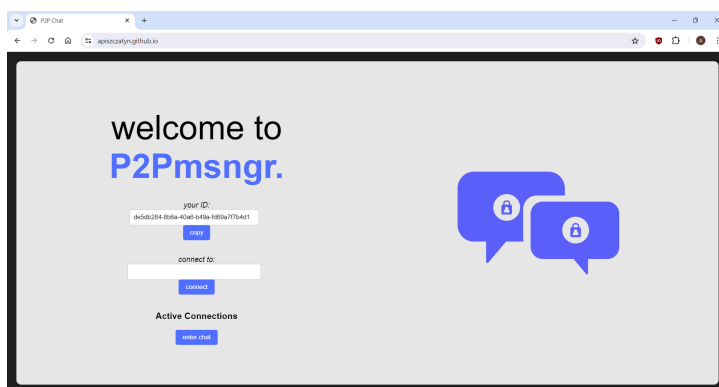 P2P Chat
apiszczatyn.github.io
A
welcome to
P2Pmsngr.
your ID:
de5db284-8b6a-40a6-b49a-fd69a7f7b4d1
copy
connect to:
connect
Active Connections
enter chat